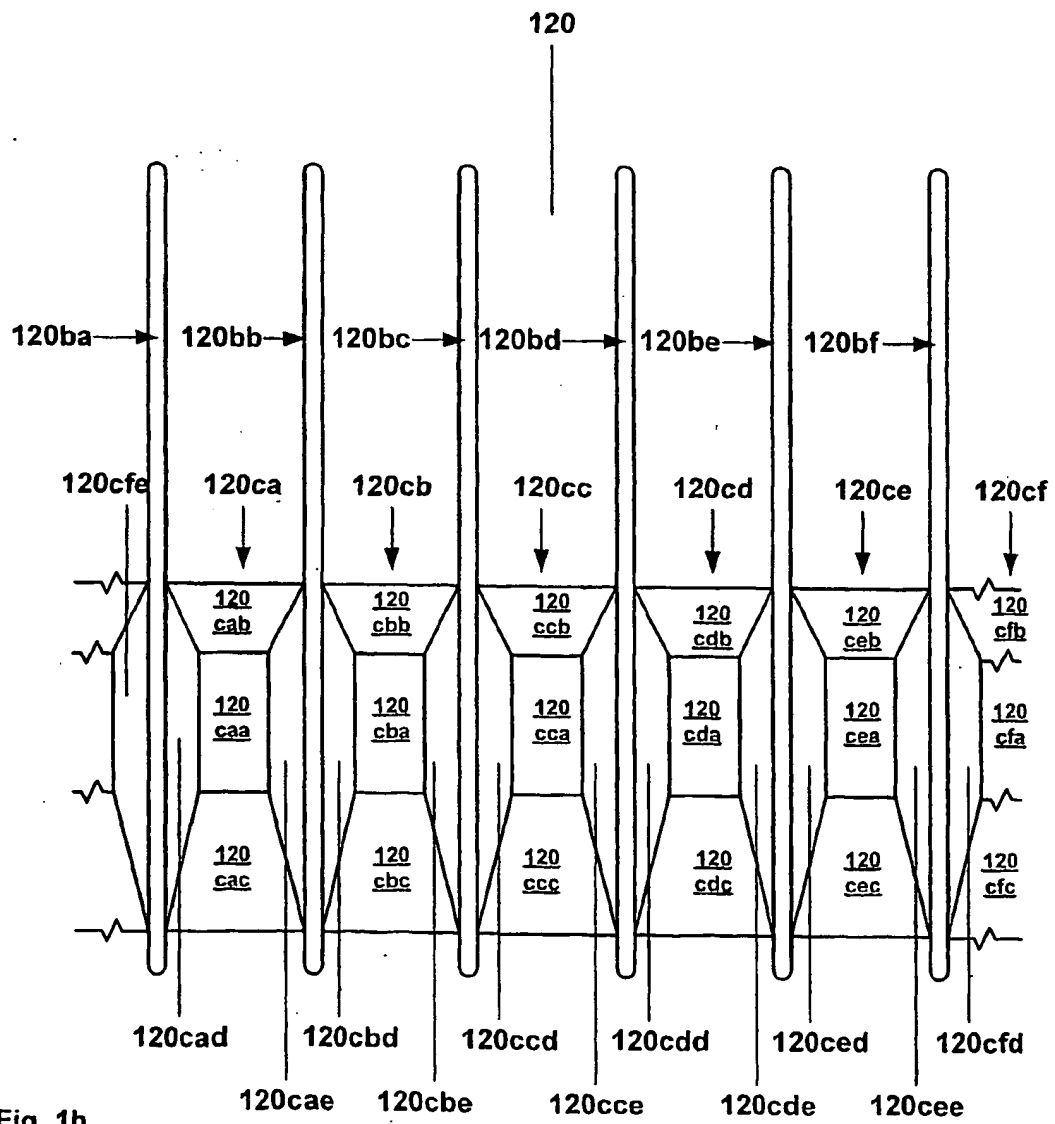 120
120ba 120bb 120bc 120bd 120be 120bf
120cfe 120ca 120cb 120cc 120cd 120ce 120cf
120 120 120 120 120 120
cab cbb ccb cdb ceb cfb
120 120 120 120 120 120
caa cba cca cda cea cfa
120 120 120 120 120 120
cac cbc ccc cdc cec cfc
120cad 120cbd 120ccd 120cdd 120ced 120cfd
120cae 120cbe 120cce 120cde 120cee
Fig. 1b